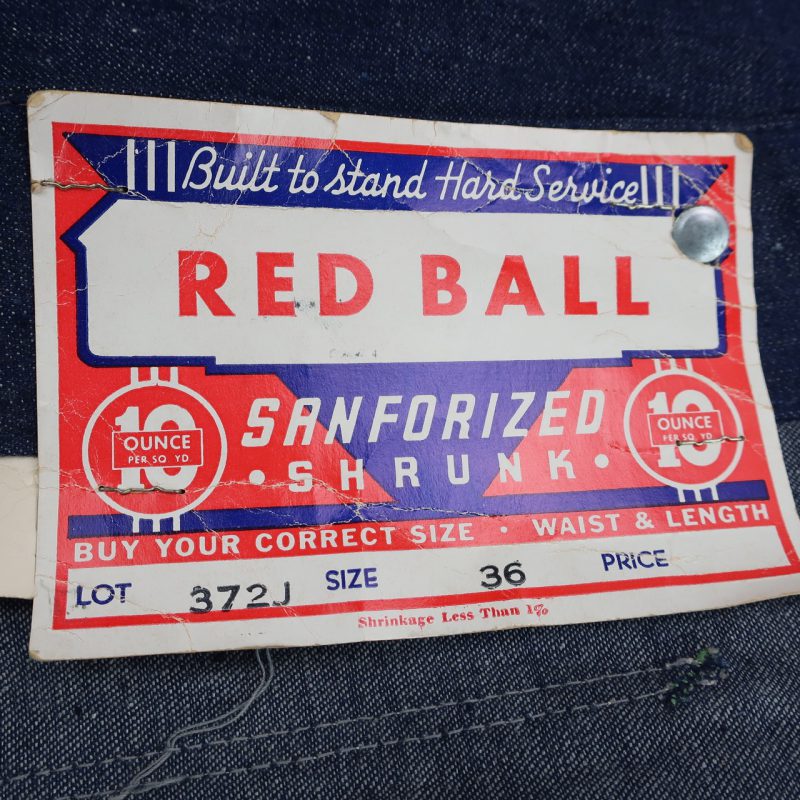 Built to stand Hard Service
RED BALL
10
OUNCE
PER SQ YD
SANFORIZED
• SHRUNK •
10
OUNCE
PER SQ YD
BUY YOUR CORRECT SIZE • WAIST & LENGTH
LOT 372J SIZE 36 PRICE
Shrinkage Less Than 1%